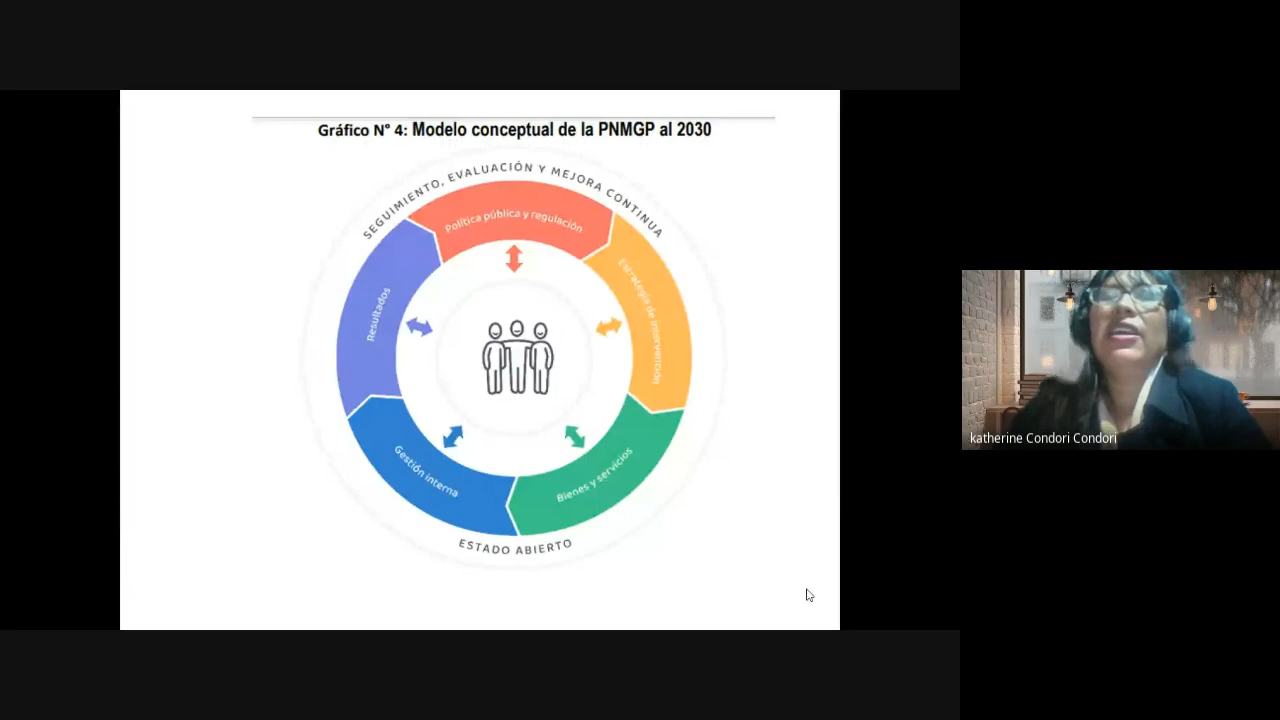 Gráfico N° 4: Modelo conceptual de la PNMGP al 2030
SEGUIMIENTO, EVALUACIÓN Y MEJORA CONTINUA
Política pública y regulación
Estrategia de intervención
Resultados
Gestión interna
Bienes y servicios
ESTADO ABIERTO
katherine Condori Condori